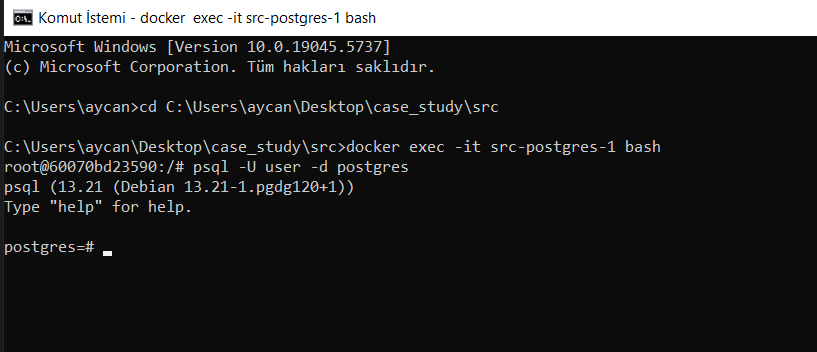 Komut İstemi - docker  exec -it src-postgres-1 bash
Microsoft Windows [Version 10.0.19045.5737]
(c) Microsoft Corporation. Tüm hakları saklıdır.
C:\Users\aycan>cd C:\Users\aycan\Desktop\case_study\src
C:\Users\aycan\Desktop\case_study\src>docker exec -it src-postgres-1 bash
root@60070bd23590:/# psql -U user -d postgres
psql (13.21 (Debian 13.21-1.pgdg120+1))
Type "help" for help.
postgres=#